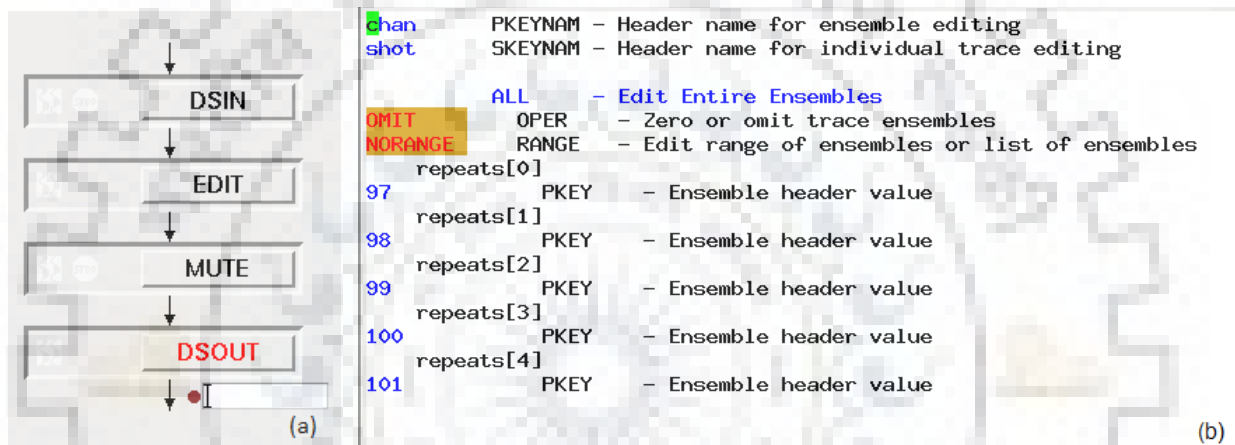 DSIN
EDIT
MUTE
DSOUT
(a)
chan PKEYNAM - Header name for ensemble editing
shot SKEYNAM - Header name for individual trace editing
ALL - Edit Entire Ensembles
OMIT OPER - Zero or omit trace ensembles
NORANGE RANGE - Edit range of ensembles or list of ensembles
repeats[0]
97 PKEY - Ensemble header value
repeats[1]
98 PKEY - Ensemble header value
repeats[2]
99 PKEY - Ensemble header value
repeats[3]
100 PKEY - Ensemble header value
repeats[4]
101 PKEY - Ensemble header value
(b)